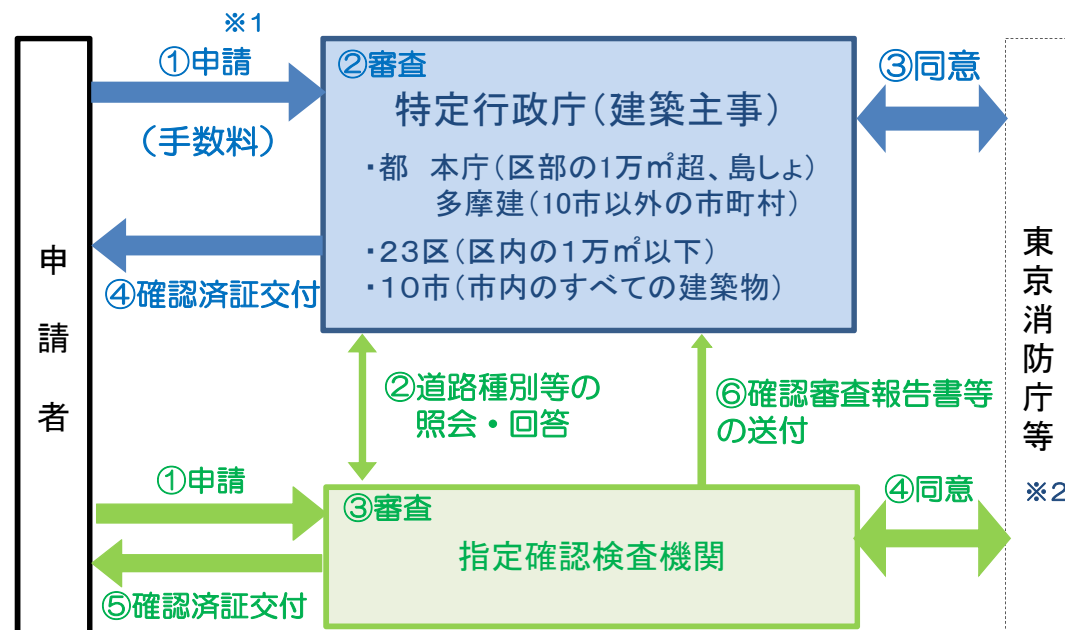 ※1
①申請
（手数料）
④確認済証交付
②審査
特定行政庁（建築主事）
・都　本庁（区部の1万㎡超、島しょ）
多摩建（10市以外の市町村）
・23区（区内の1万㎡以下）
・10市（市内のすべての建築物）
③同意
申請者
東京消防庁等
※2
②道路種別等の
照会・回答
⑥確認審査報告書等
の送付
①申請
⑤確認済証交付
③審査
指定確認検査機関
④同意